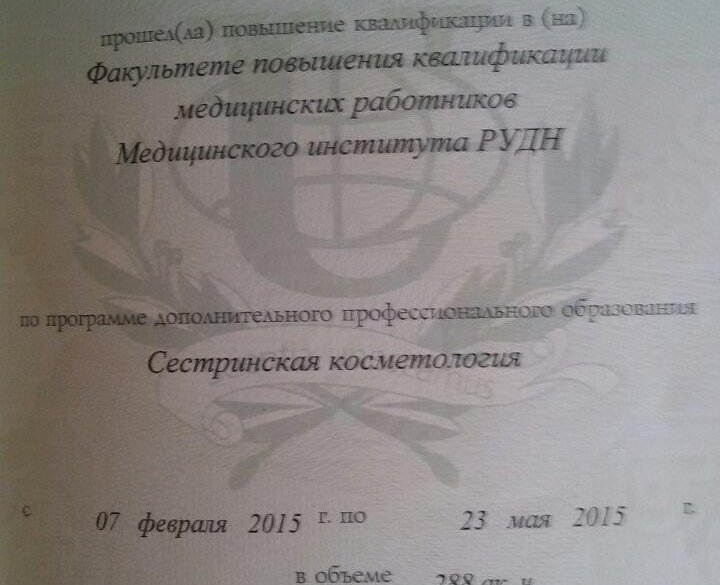 прошел(ла) повышение квалификации в (на)
Факультете повышения квалификации
медицинских работников
Медицинского института РУДН
по программе дополнительного профессионального образования
Сестринская косметология
с 07 февраля 2015 г. по 23 мая 2015 г.
в объеме 288